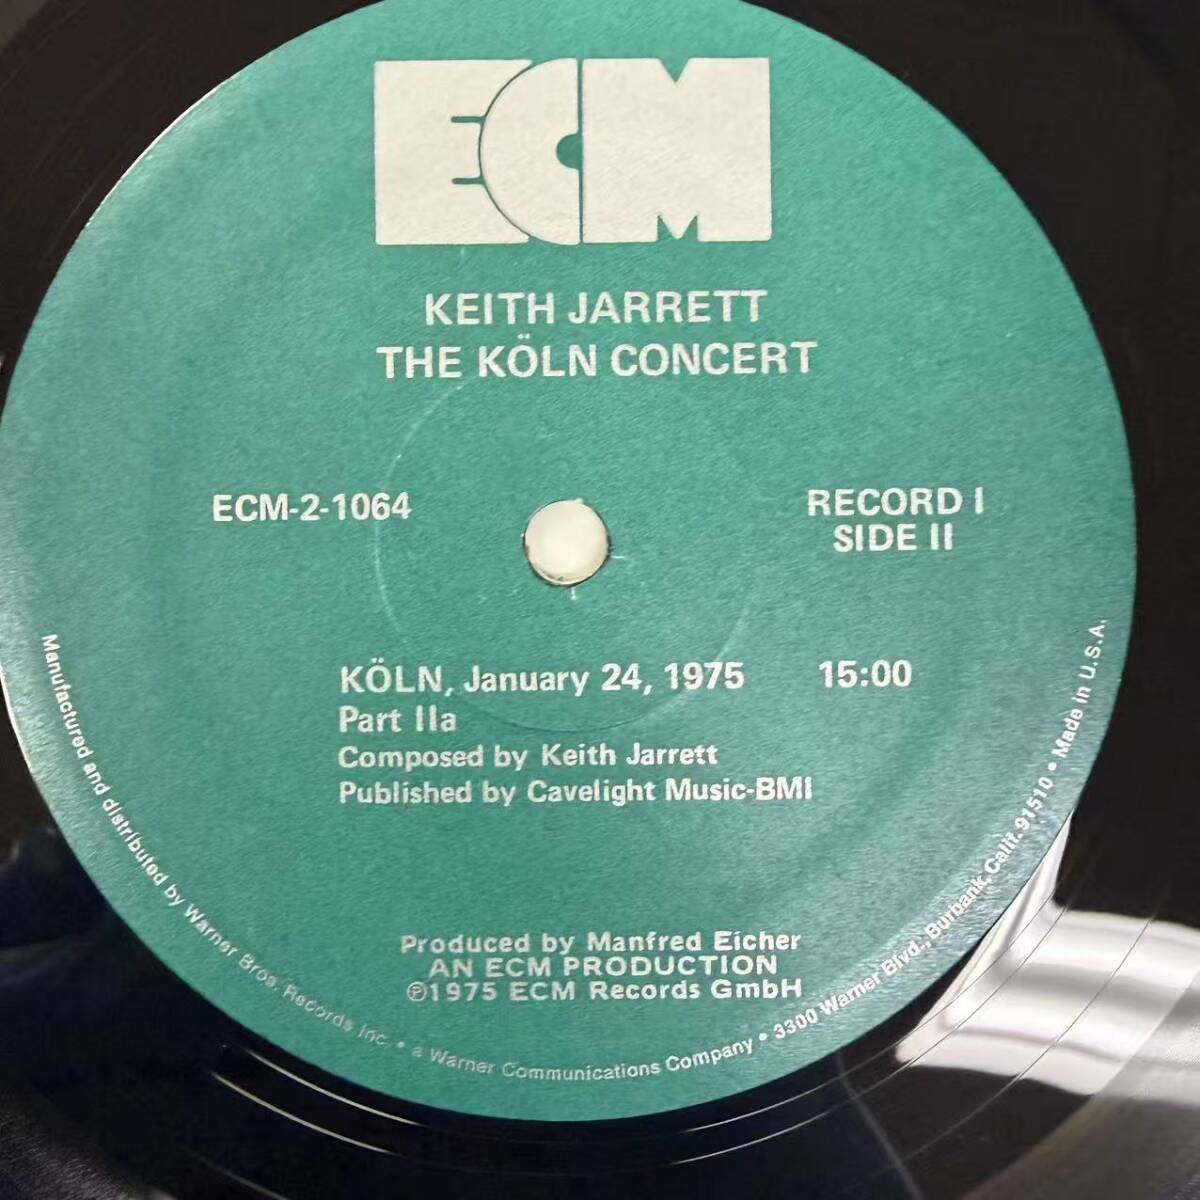 ECM
KEITH JARRETT
THE KÖLN CONCERT
ECM-2-1064
RECORD I
SIDE II
KÖLN, January 24, 1975 15:00
Part IIa
Composed by Keith Jarrett
Published by Cavelight Music-BMI
Produced by Manfred Eicher
AN ECM PRODUCTION
℗1975 ECM Records GmbH
Manufactured and distributed by Warner Bros. Records Inc. • a Warner Communications Company • 3300 Warner Blvd., Burbank, Calif. 91510 • Made in U.S.A.